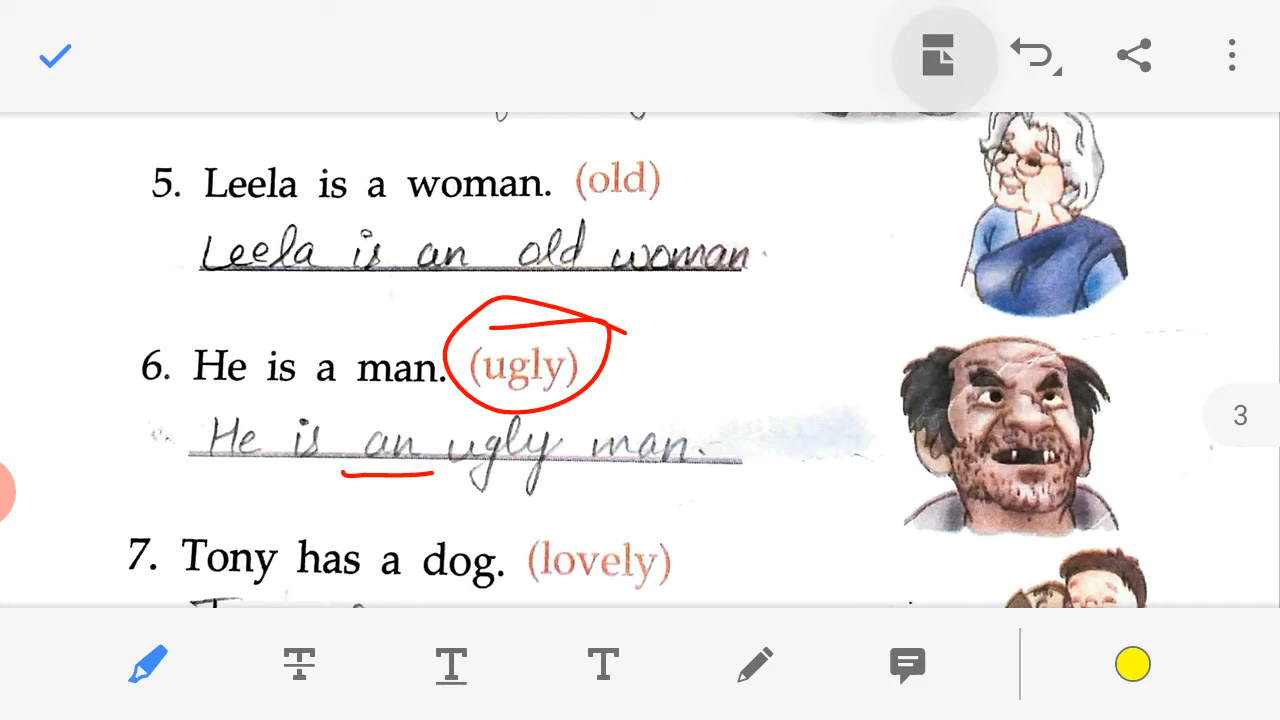 5. Leela is a woman. (old)
Leela is an old woman.
6. He is a man. (ugly)
He is an ugly man.
3
7. Tony has a dog. (lovely)